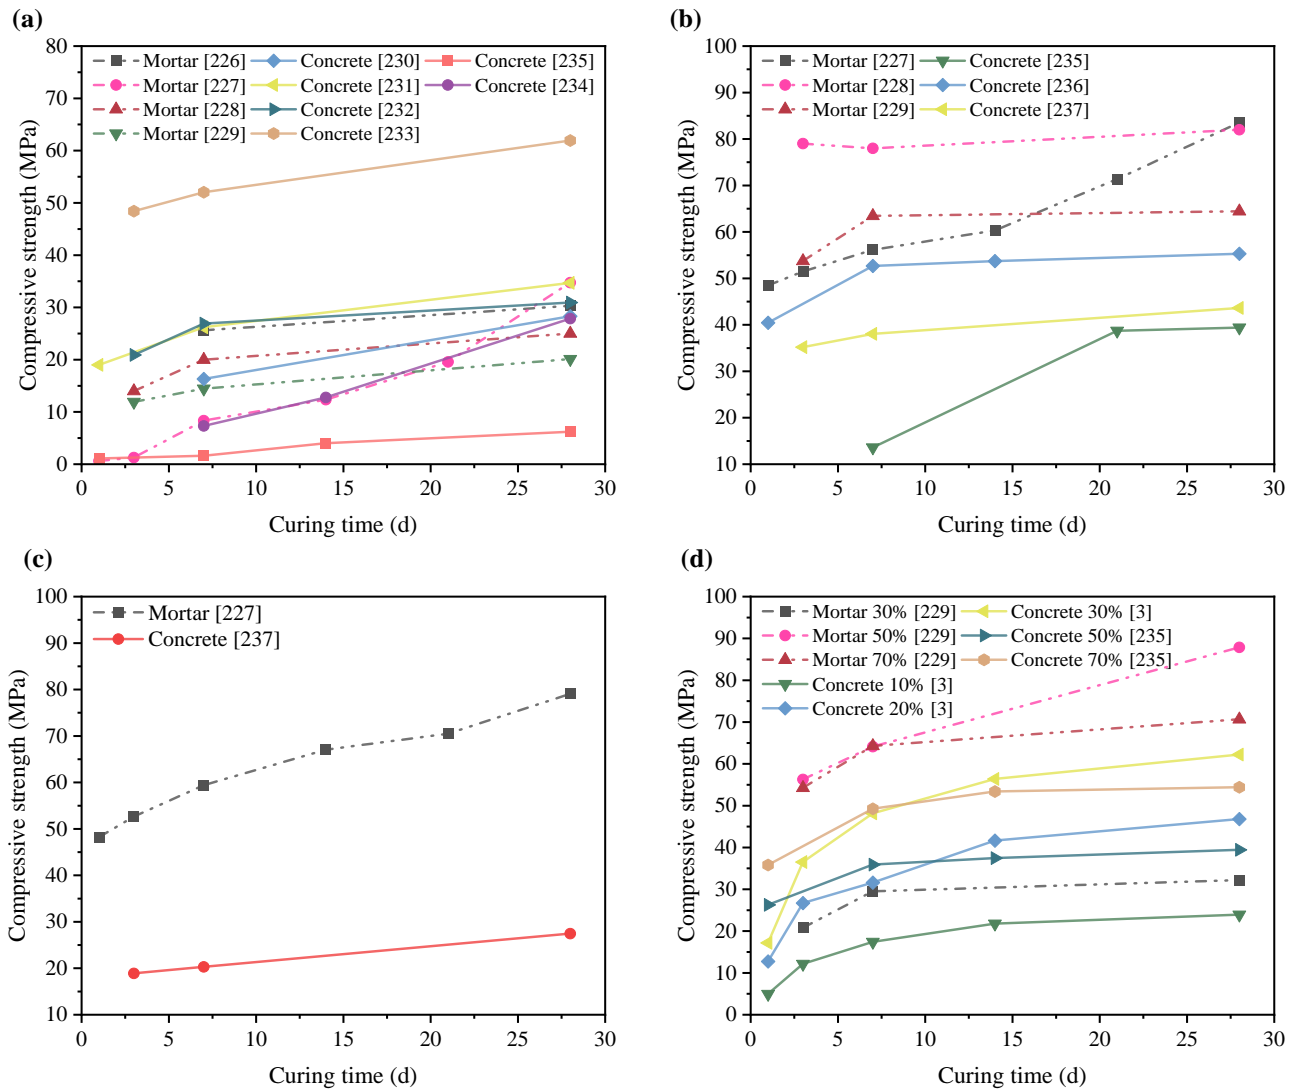 (a)
80
70
60
50
40
30
20
10
0
Compressive strength (MPa)
Mortar [226] Concrete [230] Concrete [235]
Mortar [227] Concrete [231] Concrete [234]
Mortar [228] Concrete [232]
Mortar [229] Concrete [233]
0 5 10 15 20 25 30
Curing time (d)
(b)
100
90
80
70
60
50
40
30
20
10
Compressive strength (MPa)
Mortar [227] Concrete [235]
Mortar [228] Concrete [236]
Mortar [229] Concrete [237]
0 5 10 15 20 25 30
Curing time (d)
(c)
100
90
80
70
60
50
40
30
20
10
Compressive strength (MPa)
Mortar [227]
Concrete [237]
0 5 10 15 20 25 30
Curing time (d)
(d)
100
90
80
70
60
50
40
30
20
10
0
Compressive strength (MPa)
Mortar 30% [229] Concrete 30% [3]
Mortar 50% [229] Concrete 50% [235]
Mortar 70% [229] Concrete 70% [235]
Concrete 10% [3]
Concrete 20% [3]
0 5 10 15 20 25 30
Curing time (d)